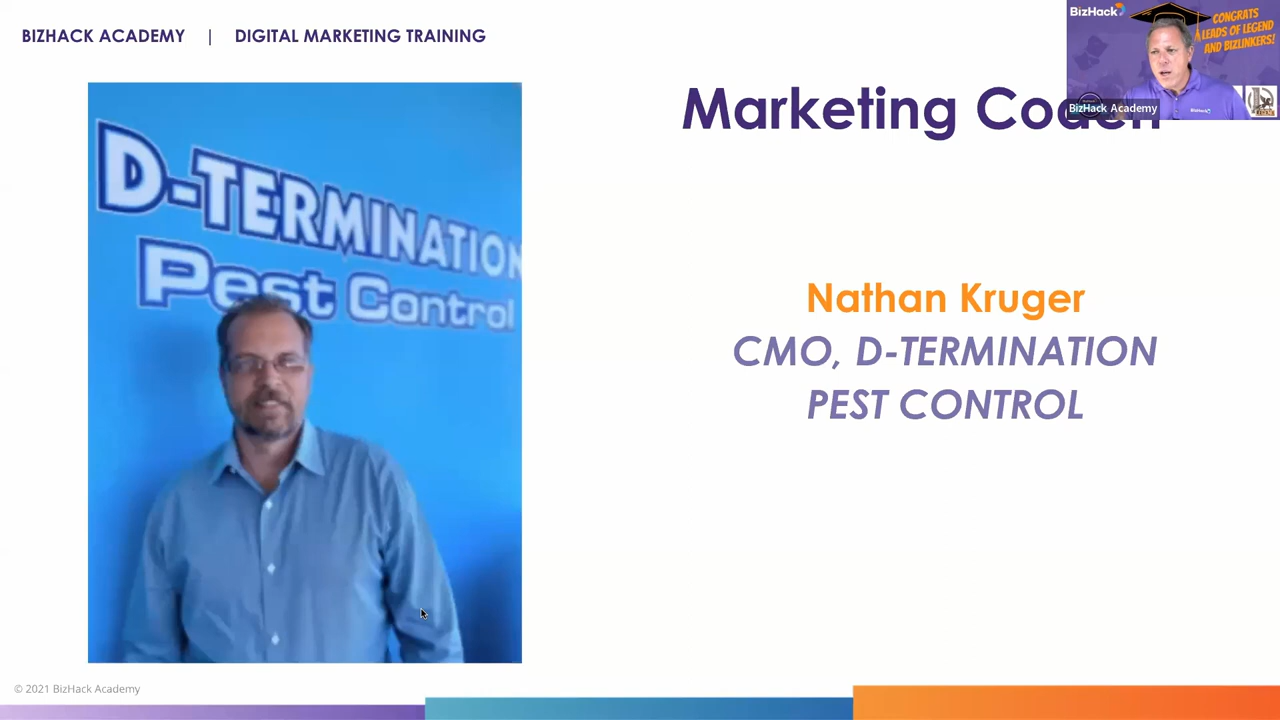 BIZHACK ACADEMY | DIGITAL MARKETING TRAINING
BizHack
CONGRATS
LEADS OF LEGEND
AND BIZLINKERS!
BizHack
BizHack Academy
Marketing Coach
D-TERMINATION
Pest Control
Nathan Kruger
CMO, D-TERMINATION
PEST CONTROL
© 2021 BizHack Academy